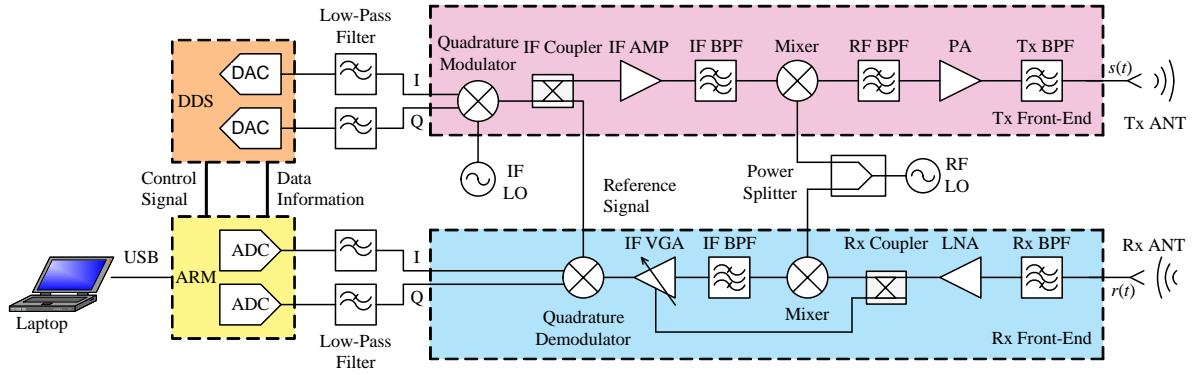 Low-Pass
Filter
DDS
DAC
DAC
I
Q
Quadrature
Modulator
IF Coupler
IF AMP
IF BPF
Mixer
RF BPF
PA
Tx BPF
s(t)
Tx ANT
Tx Front-End
IF
LO
Control
Signal
Data
Information
Reference
Signal
Power
Splitter
RF
LO
USB
Laptop
ARM
ADC
ADC
I
Q
Low-Pass
Filter
Quadrature
Demodulator
IF VGA
IF BPF
Mixer
Rx Coupler
LNA
Rx BPF
Rx ANT
r(t)
Rx Front-End